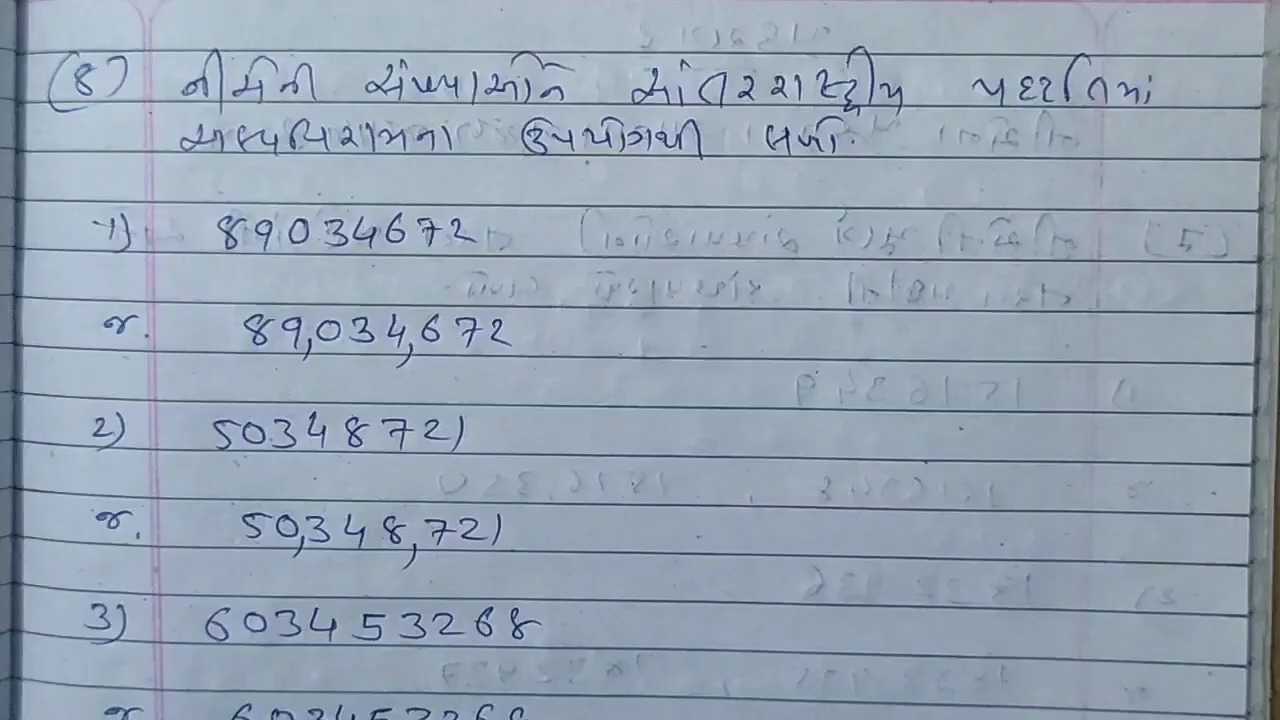 (8) નીચેની સંખ્યાઓને આંતરરાષ્ટ્રીય પદ્ધતિમાં
અલ્પવિરામના ઉપયોગથી લખો.
1) 89034672
જ. 89,034,672
2) 50348721
જ. 50,348,721
3) 603453268
જ. 603453268